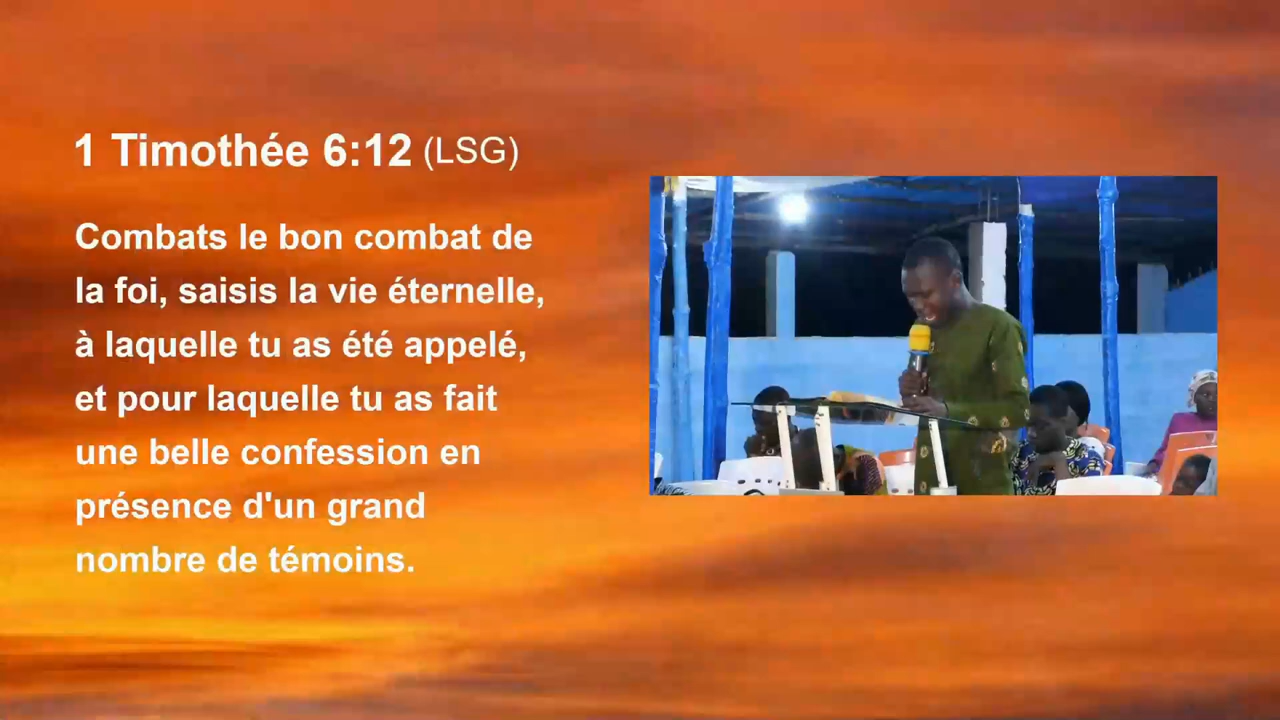 1 Timothée 6:12 (LSG)
Combats le bon combat de
la foi, saisis la vie éternelle,
à laquelle tu as été appelé,
et pour laquelle tu as fait
une belle confession en
présence d'un grand
nombre de témoins.